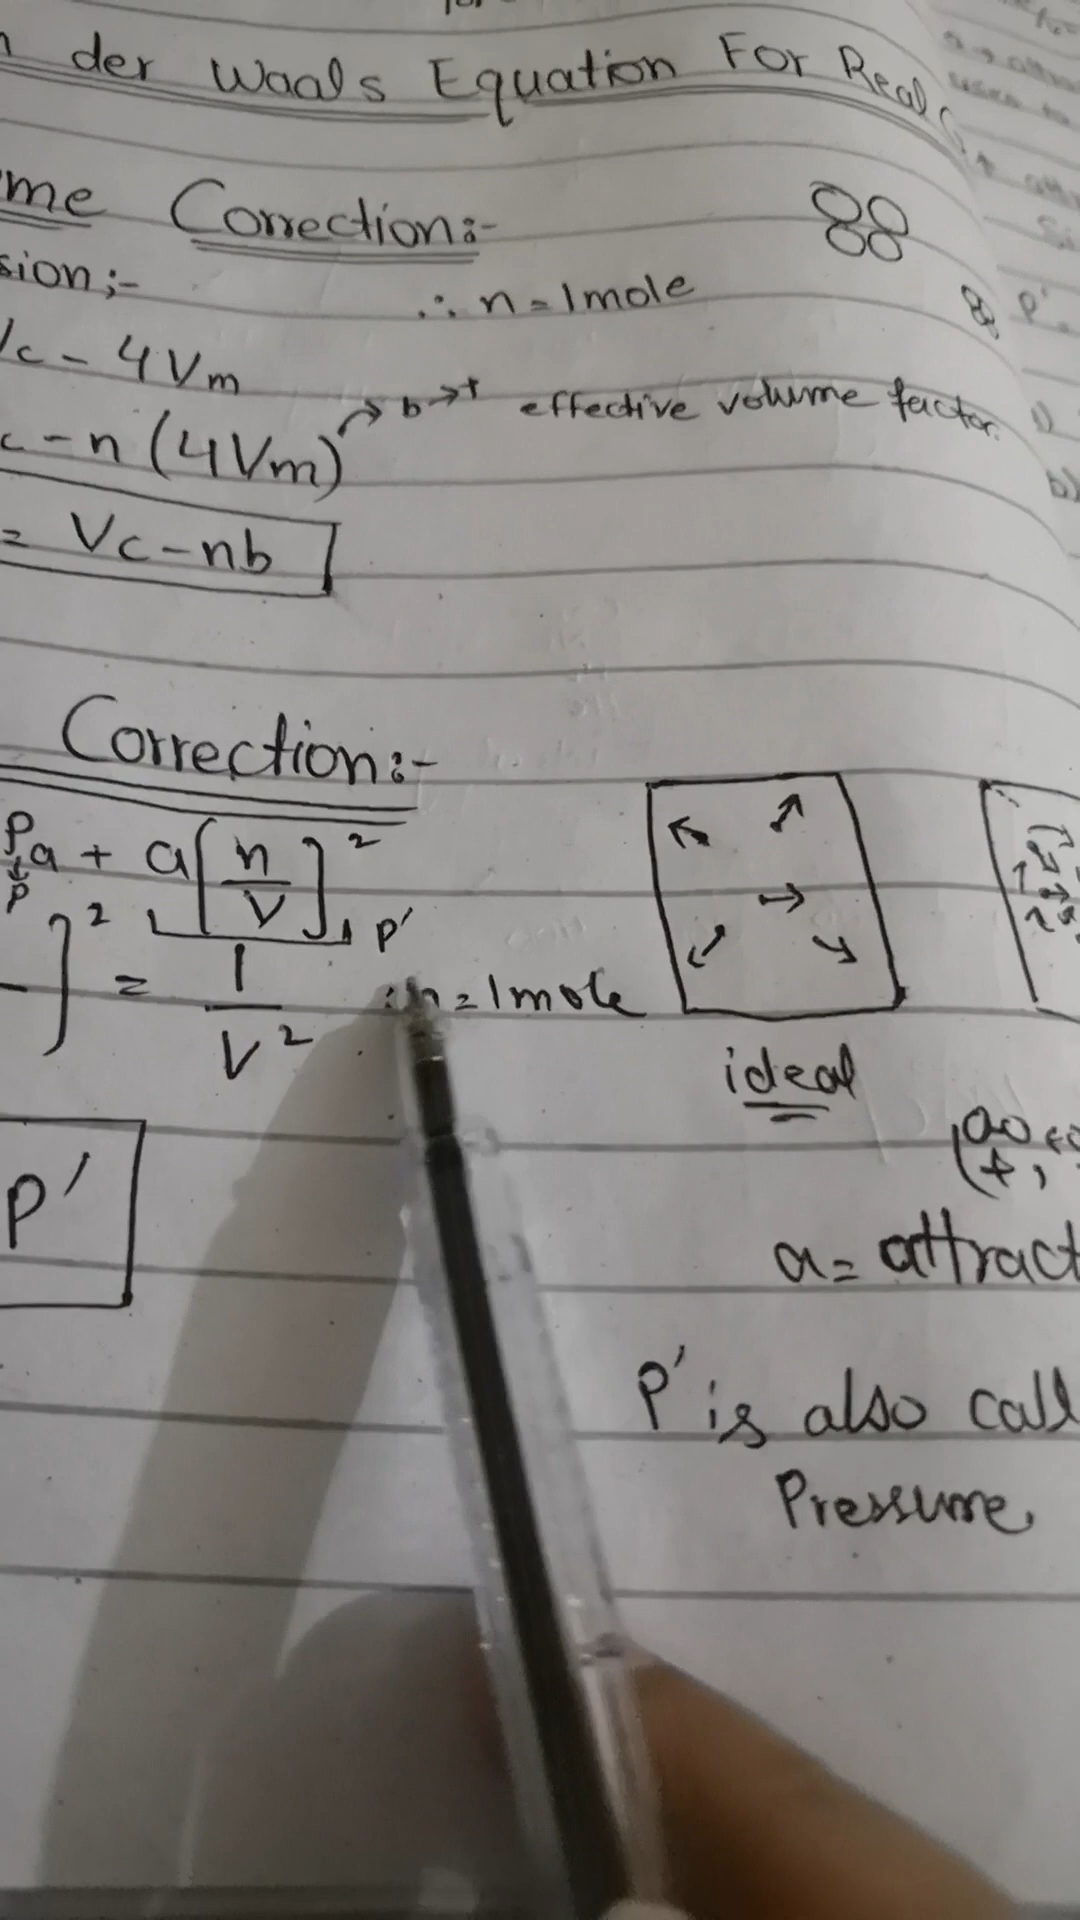 der Waals Equation For Real
me Correction:-
sion;-
∴ n=1mole
Vc - 4Vm
c - n (4Vm) → b → effective volume factor.
= Vc - nb
Correction:-
Pa + a[n/V]²
P
P'
]² = 1/V² ∴ n=1mole
ideal
P'
a= attract
P' is also call
Pressure
P'
b)